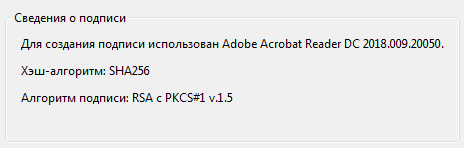 Сведения о подписи
Для создания подписи использован Adobe Acrobat Reader DC 2018.009.20050.
Хэш-алгоритм: SHA256
Алгоритм подписи: RSA с PKCS#1 v.1.5